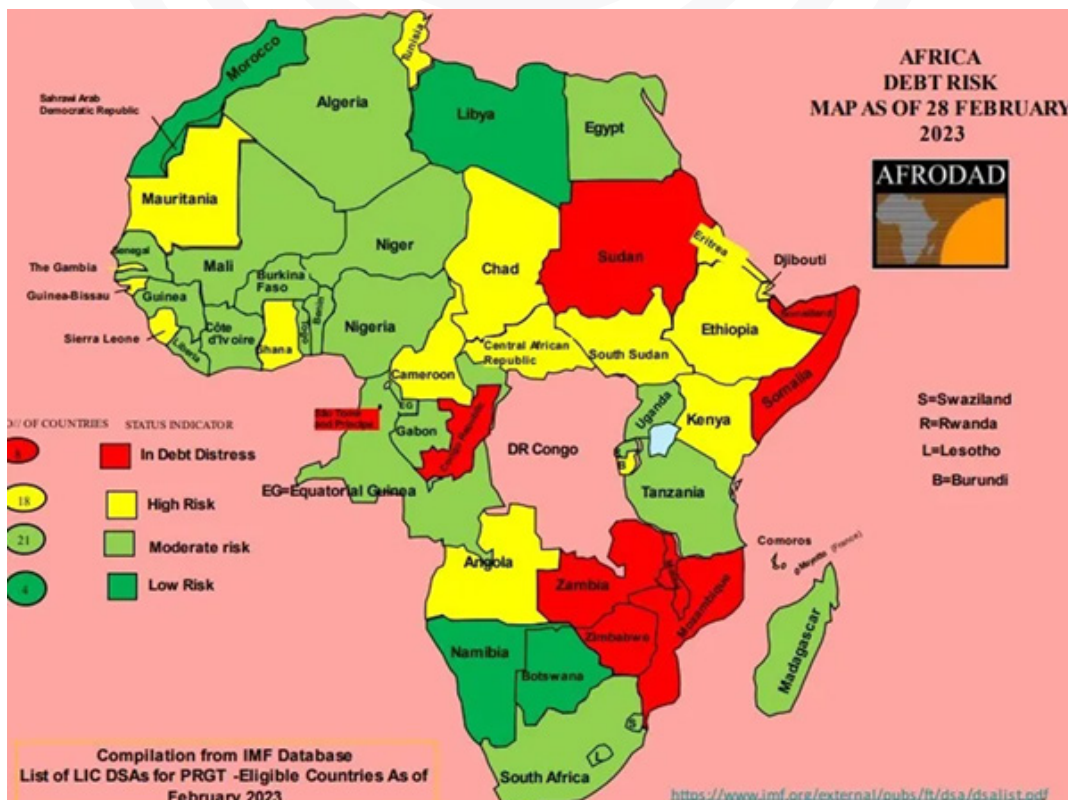 AFRICA
DEBT RISK
MAP AS OF 28 FEBRUARY
2023
AFRODAD
Morocco
Tunisia
Sahrawi Arab
Democratic Republic
Algeria
Libya
Egypt
Mauritania
Senegal
The Gambia
Guinea-Bissau
Guinea
Sierra Leone
Liberia
Mali
Burkina
Faso
Côte
d'Ivoire
Ghana
Togo
Benin
Niger
Nigeria
Chad
Sudan
Eritrea
Djibouti
Somaliland
Ethiopia
Somalia
Central African
Republic
South Sudan
Cameroon
EG
São Tomé
and Principe
Gabon
Congo Republic
DR Congo
Uganda
Kenya
B
Tanzania
EG=Equatorial Guinea
Angola
Zambia
Mozambique
Zimbabwe
Comoros
Mayotte (France)
Madagascar
Namibia
Botswana
S
L
South Africa
S=Swaziland
R=Rwanda
L=Lesotho
B=Burundi
OF COUNTRIES STATUS INDICATOR
8 In Debt Distress
18 High Risk
21 Moderate risk
4 Low Risk
Compilation from IMF Database
List of LIC DSAs for PRGT -Eligible Countries As of
February 2023
https://www.imf.org/external/pubs/ft/dsa/dsalist.pdf